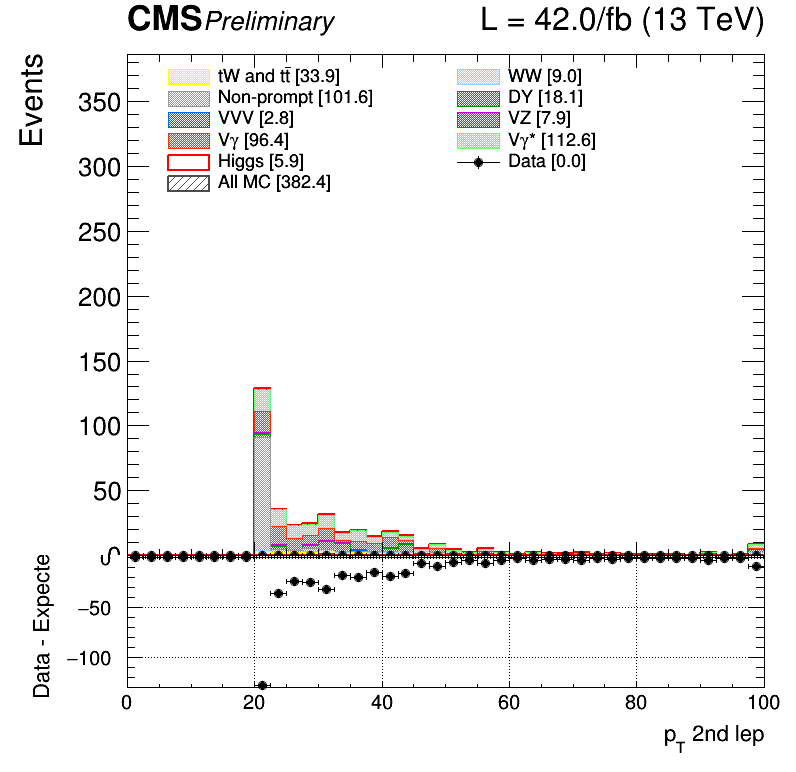 CMS Preliminary L = 42.0/fb (13 TeV)
Events
tW and tt̄ [33.9] WW [9.0]
Non-prompt [101.6] DY [18.1]
VVV [2.8] VZ [7.9]
Vγ [96.4] Vγ* [112.6]
Higgs [5.9] Data [0.0]
All MC [382.4]
350
300
250
200
150
100
50
0
Data - Expecte
−50
−100
0 20 40 60 80 100
pT 2nd lep